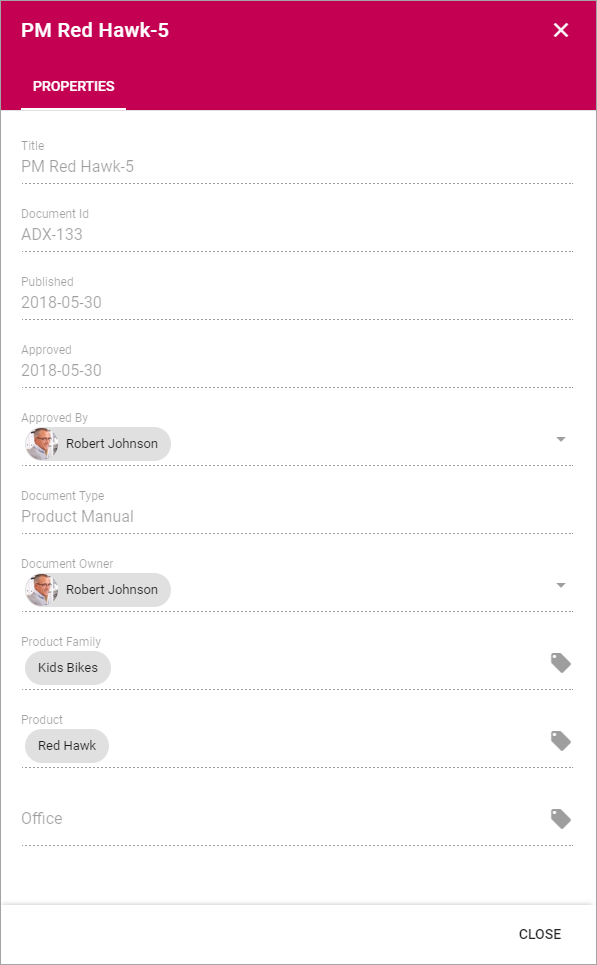 PM Red Hawk-5
PROPERTIES
Title
PM Red Hawk-5
Document Id
ADX-133
Published
2018-05-30
Approved
2018-05-30
Approved By
Robert Johnson
Document Type
Product Manual
Document Owner
Robert Johnson
Product Family
Kids Bikes
Product
Red Hawk
Office
CLOSE